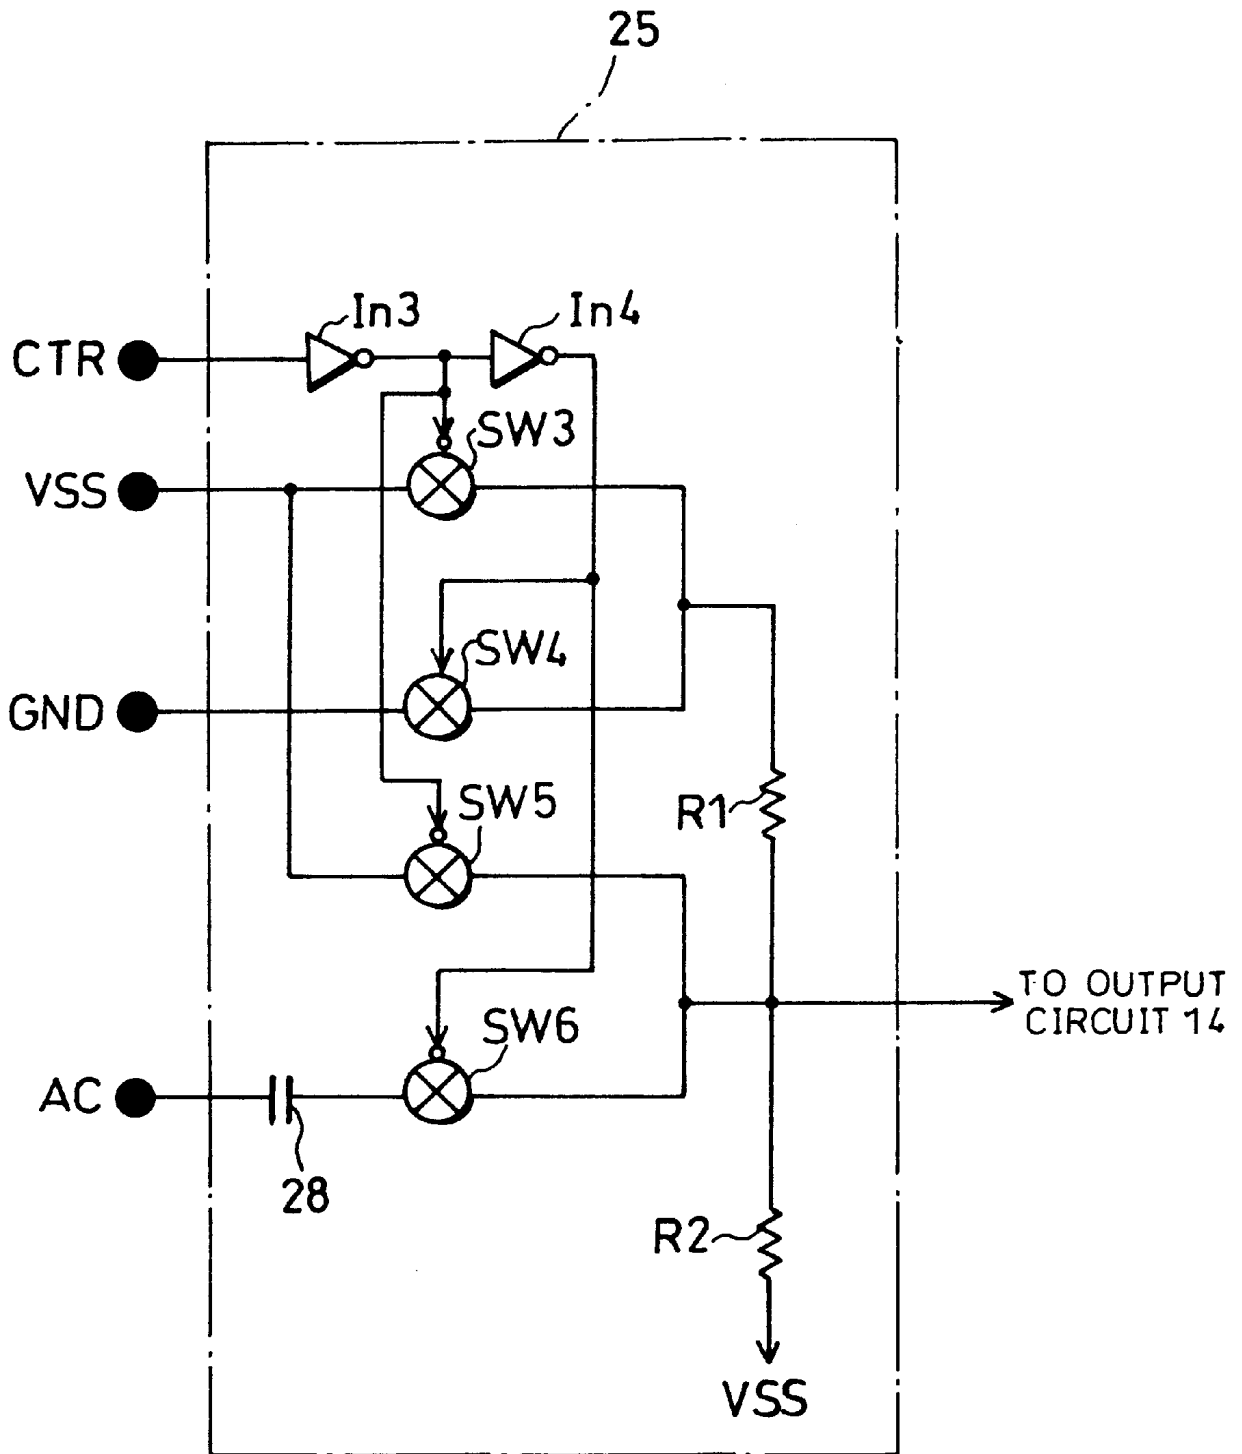 25
In3
In4
CTR
SW3
VSS
SW4
GND
SW5
R1
TO OUTPUT
CIRCUIT 14
SW6
AC
28
R2
VSS